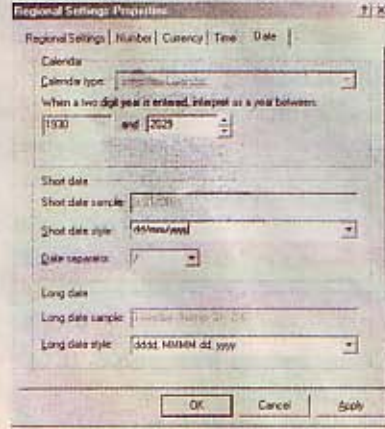 Regional Settings Properties ? ×
Regional Settings Number Currency Time Date
Calendar
Calendar type:
When a two digit year is entered, interpret as a year between:
1930 and 2029
Short date
Short date sample:
Short date style: dd/mm/yyyy
Date separator: /
Long date
Long date sample:
Long date style: dddd, MMMM dd, yyyy
OK Cancel Apply